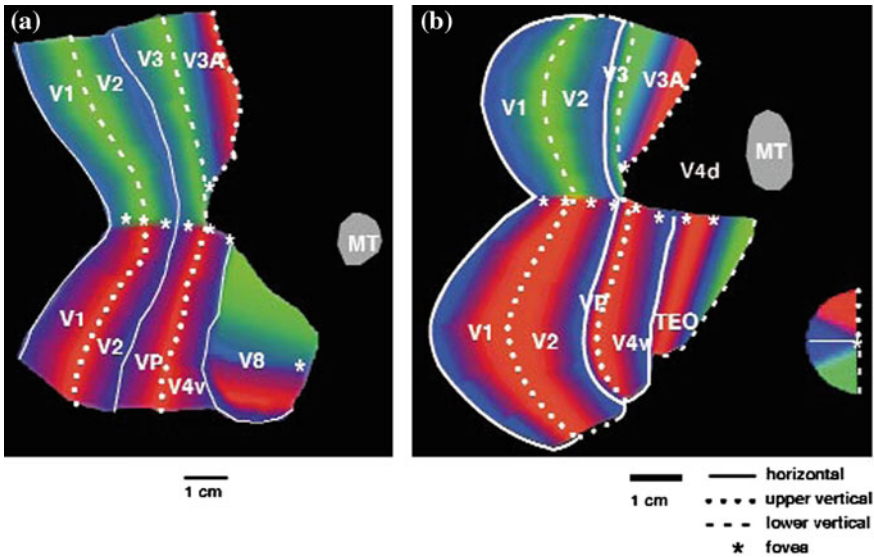 (a)
V1 V2 V3 V3A
V1 V2 VP V4v V8
MT
1 cm
(b)
V1 V2 V3 V3A
V4d
MT
V1 V2 VP V4v TEO
1 cm
horizontal
upper vertical
lower vertical
* fovea